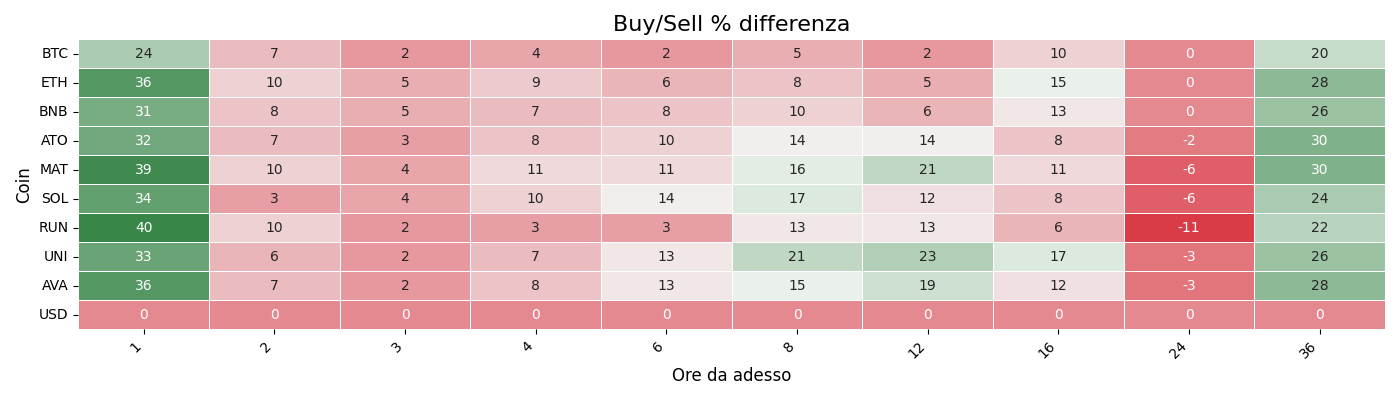 Buy/Sell % differenza
Coin
BTC 24 7 2 4 2 5 2 10 0 20
ETH 36 10 5 9 6 8 5 15 0 28
BNB 31 8 5 7 8 10 6 13 0 26
ATO 32 7 3 8 10 14 14 8 -2 30
MAT 39 10 4 11 11 16 21 11 -6 30
SOL 34 3 4 10 14 17 12 8 -6 24
RUN 40 10 2 3 3 13 13 6 -11 22
UNI 33 6 2 7 13 21 23 17 -3 26
AVA 36 7 2 8 13 15 19 12 -3 28
USD 0 0 0 0 0 0 0 0 0 0
1 2 3 4 6 8 12 16 24 36
Ore da adesso